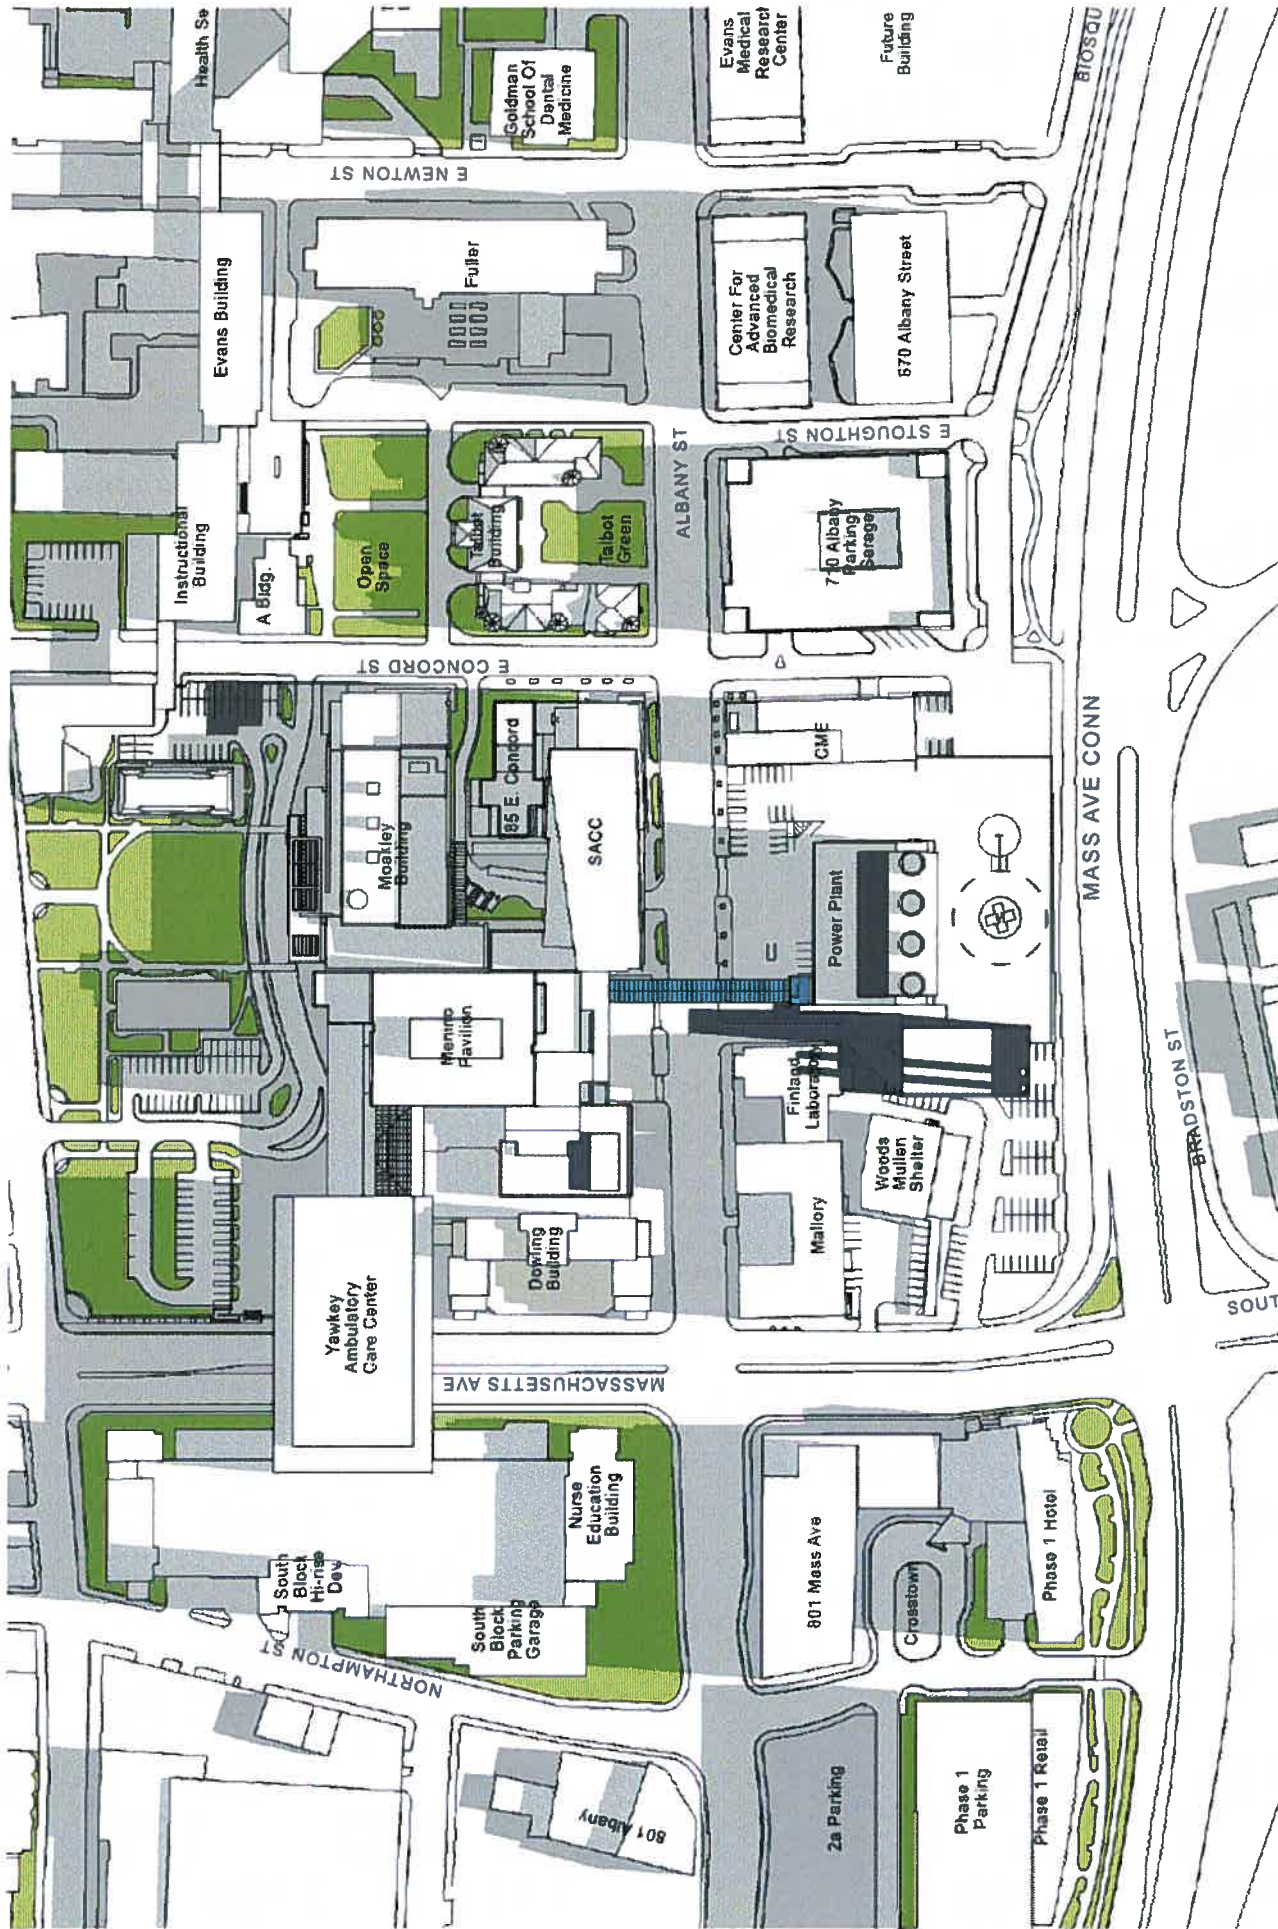 Health Se
Goldman
School Of
Dental
Medicine
Evans
Medical
Research
Center
Future
Building
BIOSQU
E NEWTON ST
Evans Building
Fuller
Center For
Advanced
Biomedical
Research
670 Albany Street
E STOUGHTON ST
ALBANY ST
Instructional
Building
A Bldg.
Open
Space
Talbot
Building
Talbot
Green
710 Albany
Parking
Garage
E CONCORD ST
Moakley
Building
85 E. Concord
SACC
CME
MASS AVE CONN
Power Plant
Menino
Pavilion
Finland
Laboratory
Woods
Mullen
Shelter
Mallory
BRADSTON ST
Dowling
Building
Yawkey
Ambulatory
Care Center
SOUT
MASSACHUSETTS AVE
Nurse
Education
Building
South
Block
Hi-rise
Dev
South
Block
Parking
Garage
NORTHAMPTON ST
801 Mass Ave
Crosstown
Phase 1 Hotel
801 Albany
2a Parking
Phase 1
Parking
Phase 1 Retail